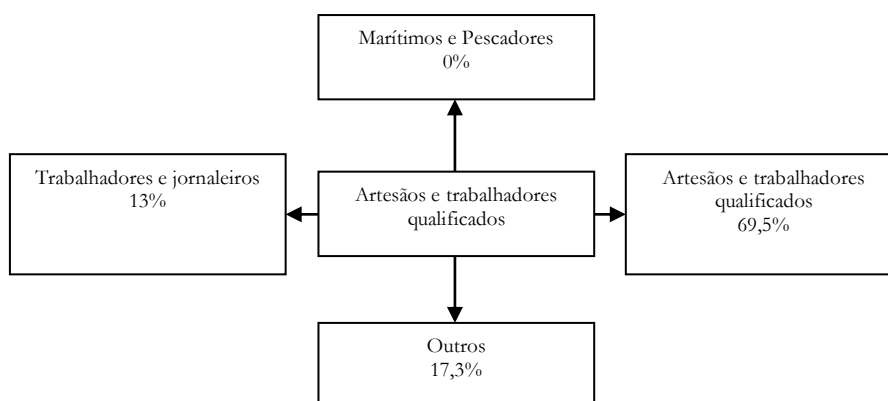 Marítimos e Pescadores
0%
Trabalhadores e jornaleiros
13%
Artesãos e trabalhadores
qualificados
Artesãos e trabalhadores
qualificados
69,5%
Outros
17,3%